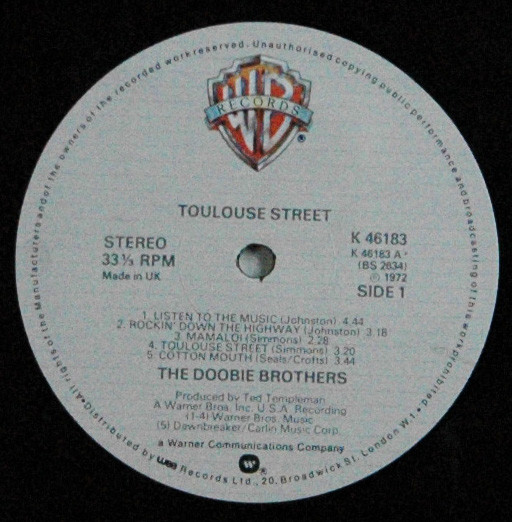 All rights of the Manufacturers and of the owners of the recorded work reserved. Unauthorised copying public performance and broadcasting of this work prohibited.
WB
RECORDS
®
TOULOUSE STREET
STEREO
33⅓ RPM
Made in UK
K 46183
K 46183 A
(BS 2634)
℗ 1972
SIDE 1
1. LISTEN TO THE MUSIC (Johnston) 4.44
2. ROCKIN' DOWN THE HIGHWAY (Johnston) 3.18
3. MAMALOI (Simmons) 2.28
4. TOULOUSE STREET (Simmons) 3.20
5. COTTON MOUTH (Seals/Crofts) 3.44
THE DOOBIE BROTHERS
Produced by Ted Templeman
A Warner Bros. Inc. U.S.A. Recording
(1-4) Warner Bros. Music
(5) Dawnbreaker/Carlin Music Corp.
a Warner Communications Company
W®
Distributed by wea Records Ltd., 20, Broadwick St. London W.1